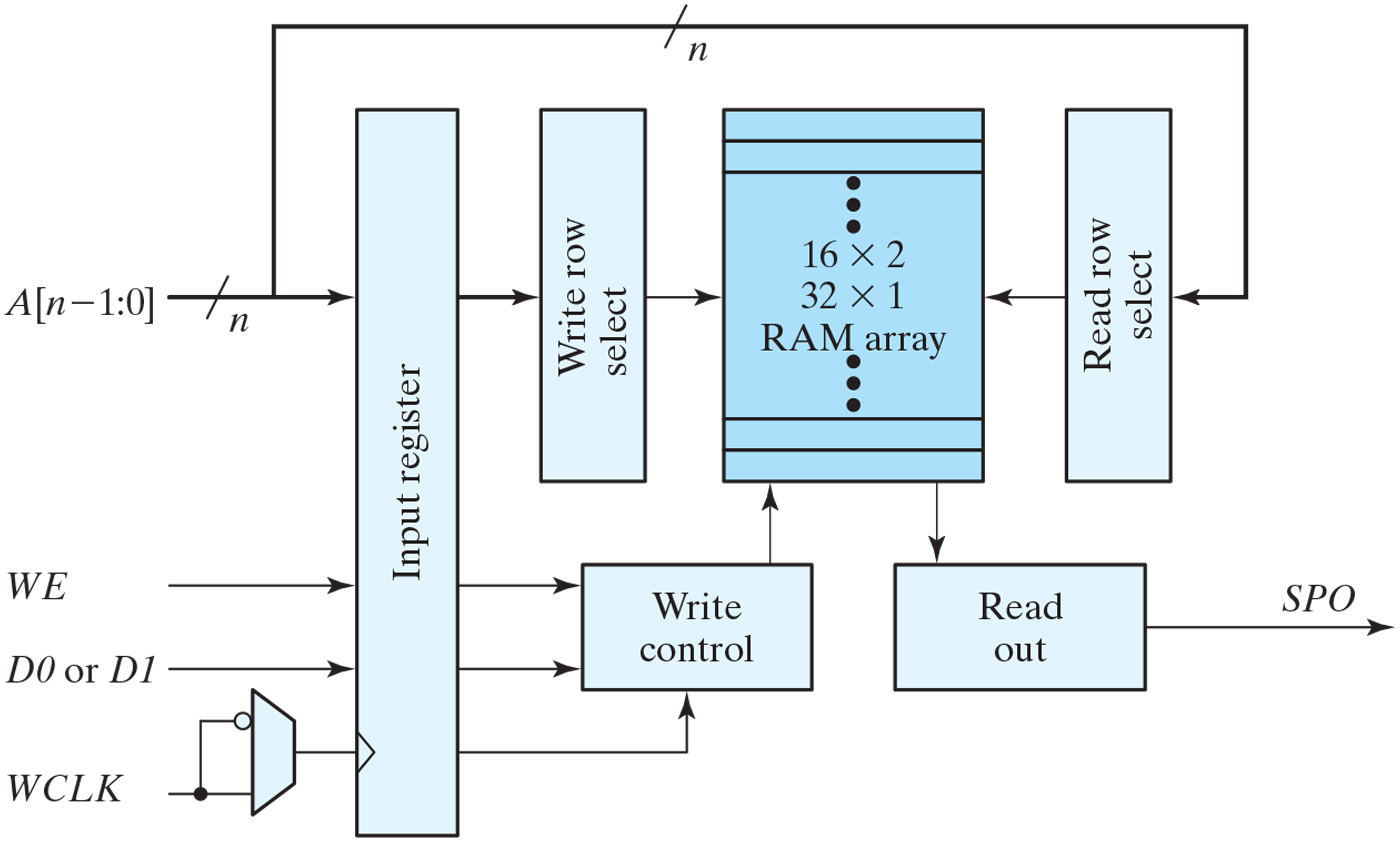 n
A[n−1:0]
n
Input register
Write row
select
16 × 2
32 × 1
RAM array
Read row
select
WE
D0 or D1
WCLK
Write
control
Read
out
SPO